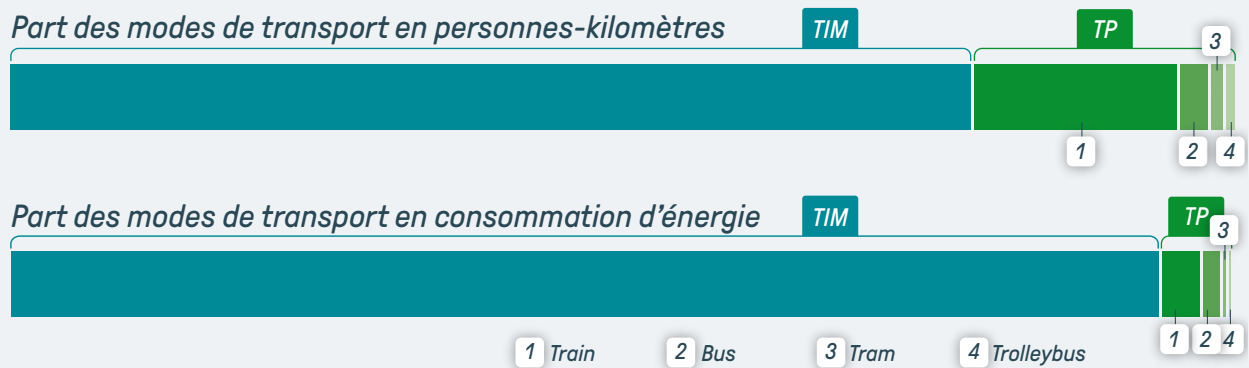 Part des modes de transport en personnes-kilomètres TIM TP
3
1 2 4
Part des modes de transport en consommation d'énergie TIM TP
3
1 2 4
1 Train 2 Bus 3 Tram 4 Trolleybus